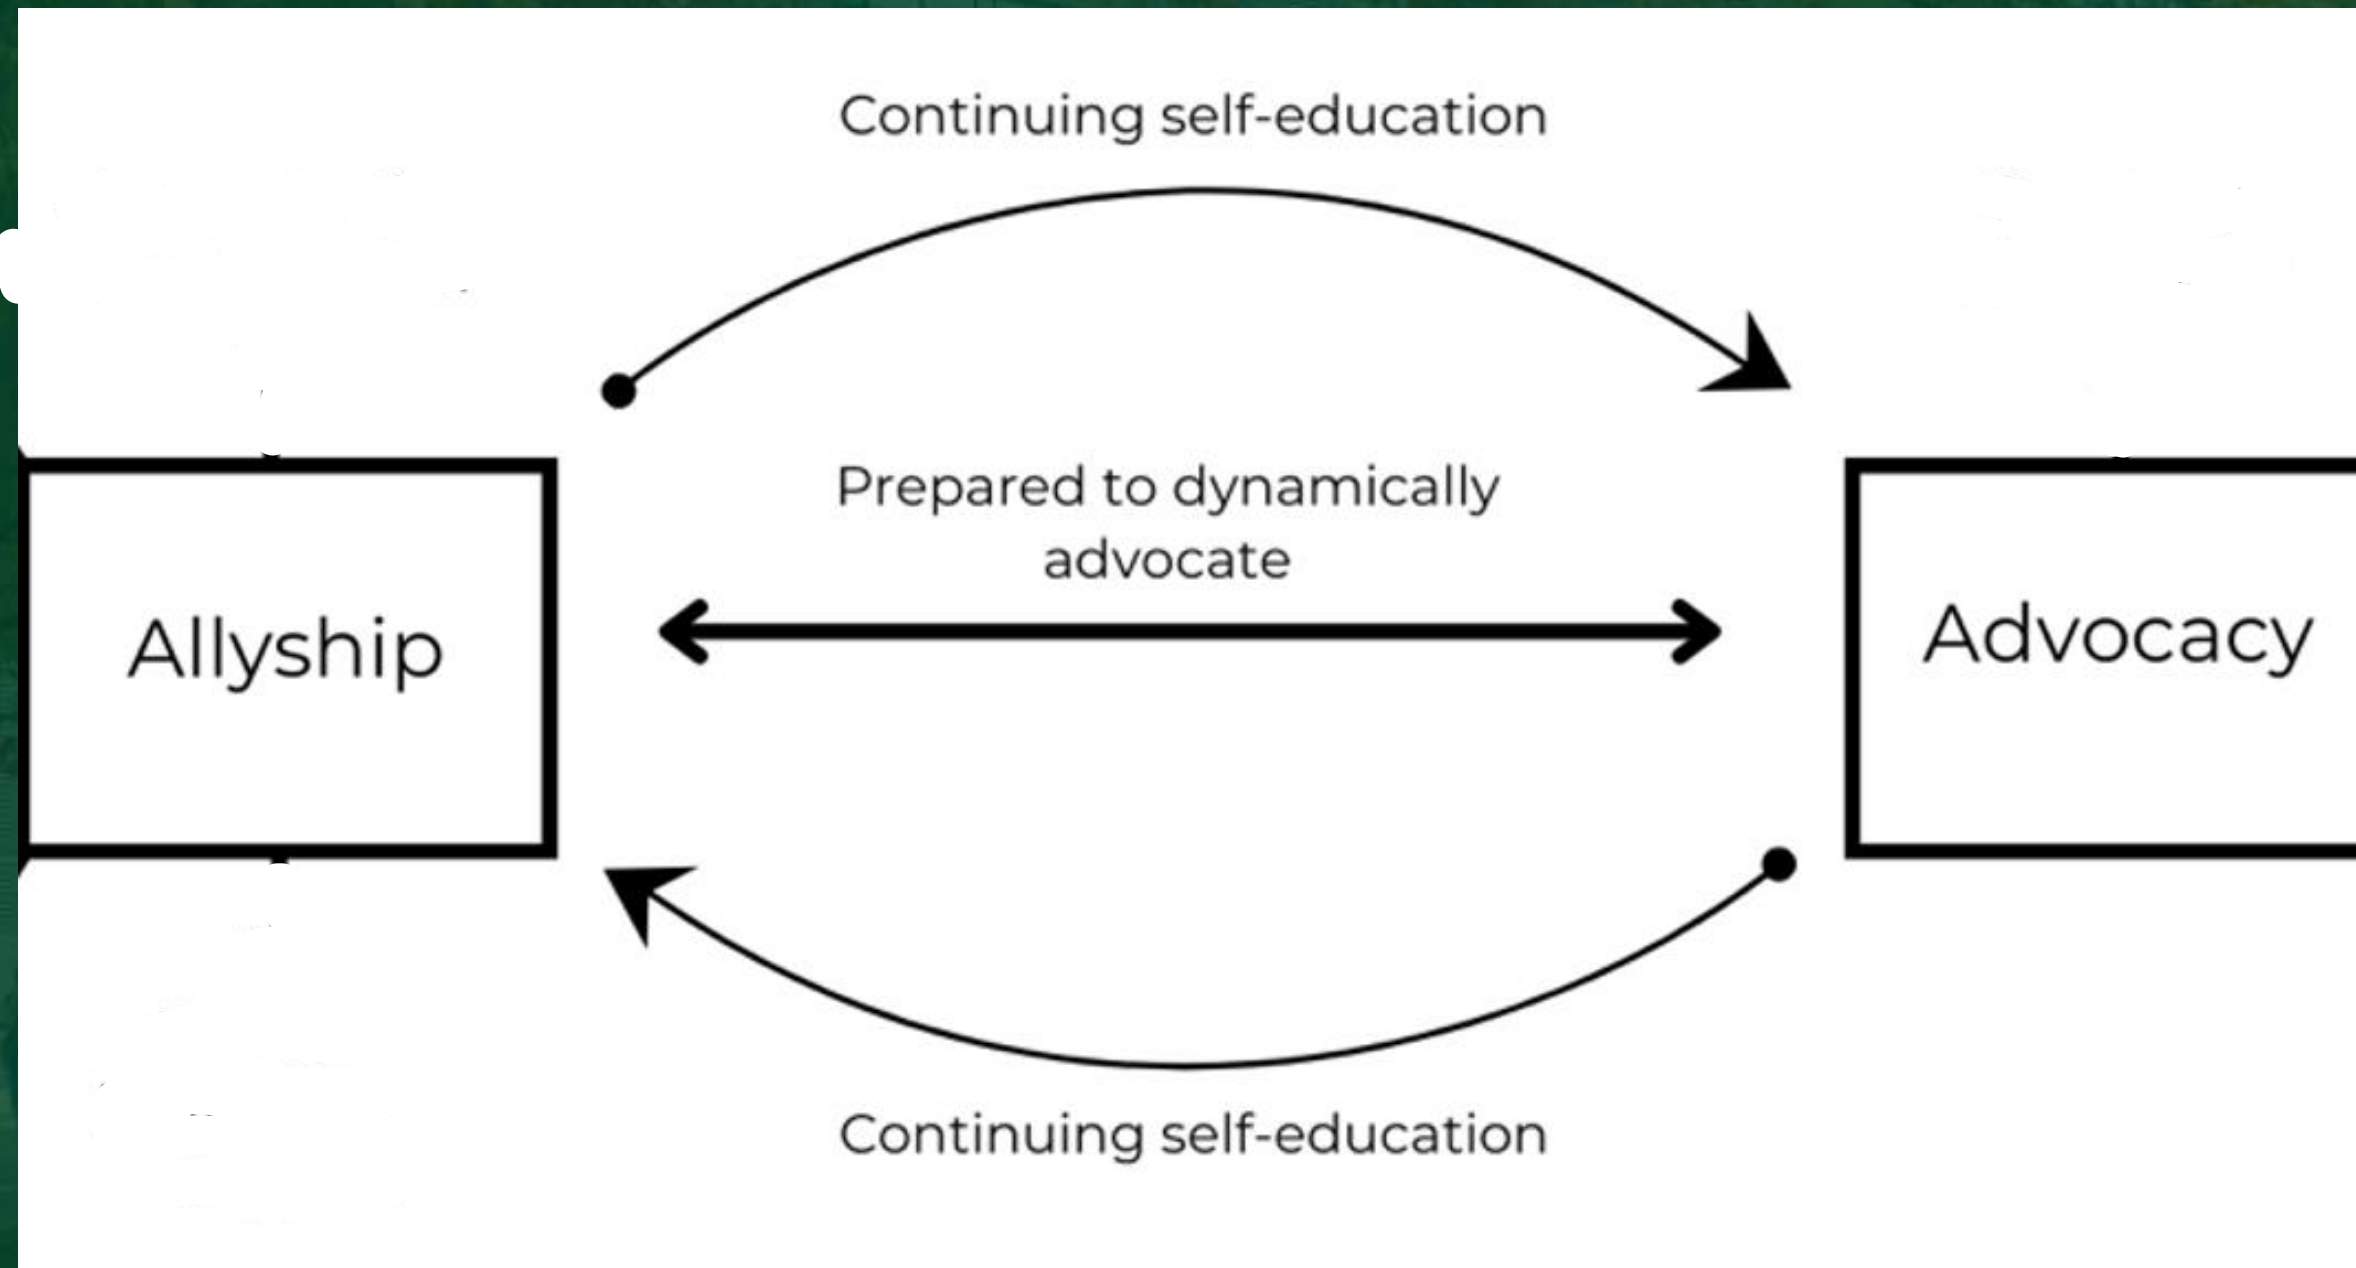 Continuing self-education
Prepared to dynamically
advocate
Allyship
Advocacy
Continuing self-education